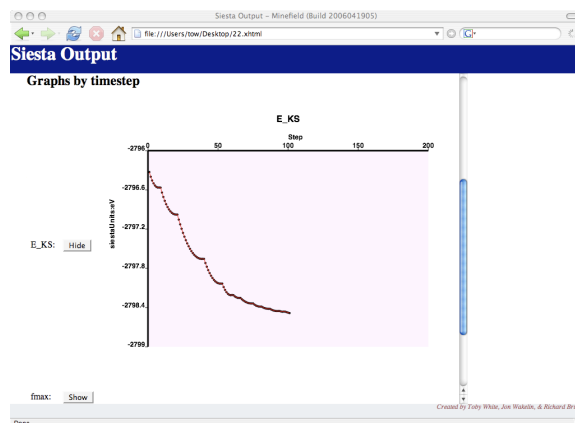 Siesta Output – Minefield (Build 2006041905)
file:///Users/tow/Desktop/22.xhtml
G
Siesta Output
Graphs by timestep
E_KS
Step
0 50 100 150 200
-2796
-2796.6
-2797.2
-2797.8
-2798.4
-2799
siestaUnits:eV
E_KS: Hide
fmax: Show
Created by Toby White, Jon Wakelin, & Richard
Done